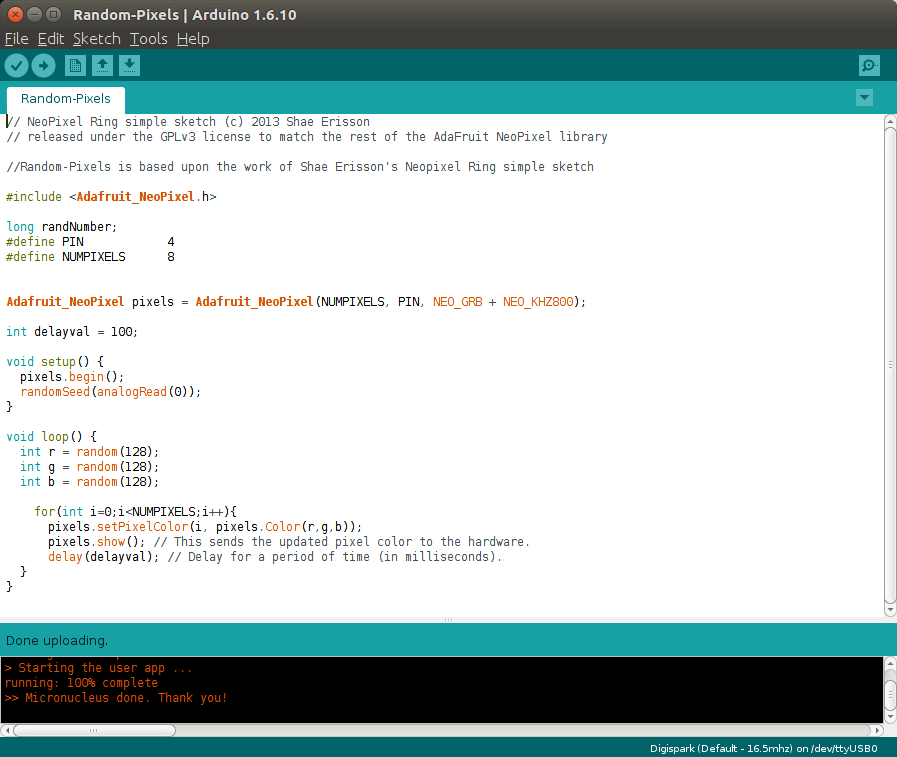 Random-Pixels | Arduino 1.6.10
File Edit Sketch Tools Help
Random-Pixels
// NeoPixel Ring simple sketch (c) 2013 Shae Erisson
// released under the GPLv3 license to match the rest of the AdaFruit NeoPixel library
//Random-Pixels is based upon the work of Shae Erisson's Neopixel Ring simple sketch
#include <Adafruit_NeoPixel.h>
long randNumber;
#define PIN            4
#define NUMPIXELS      8
Adafruit_NeoPixel pixels = Adafruit_NeoPixel(NUMPIXELS, PIN, NEO_GRB + NEO_KHZ800);
int delayval = 100;
void setup() {
  pixels.begin();
  randomSeed(analogRead(0));
}
void loop() {
  int r = random(128);
  int g = random(128);
  int b = random(128);
    for(int i=0;i<NUMPIXELS;i++){
      pixels.setPixelColor(i, pixels.Color(r,g,b));
      pixels.show(); // This sends the updated pixel color to the hardware.
      delay(delayval); // Delay for a period of time (in milliseconds).
  }
}
Done uploading.
> Starting the user app ...
running: 100% complete
>> Micronucleus done. Thank you!
Digispark (Default - 16.5mhz) on /dev/ttyUSB0